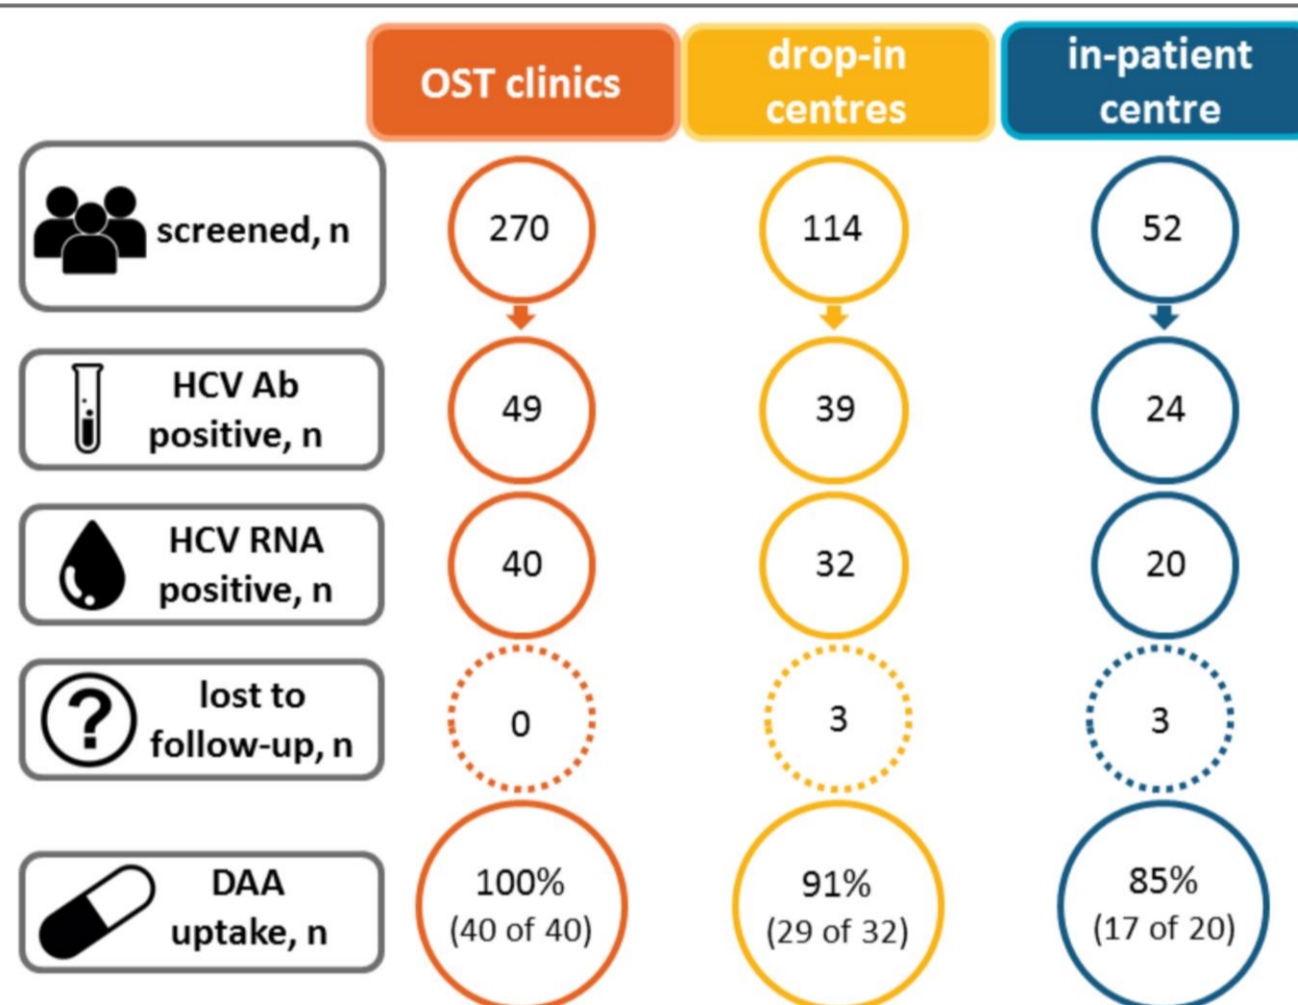 OST clinics
drop-in
centres
in-patient
centre
screened, n
270
114
52
HCV Ab
positive, n
49
39
24
HCV RNA
positive, n
40
32
20
?
lost to
follow-up, n
0
3
3
DAA
uptake, n
100%
(40 of 40)
91%
(29 of 32)
85%
(17 of 20)